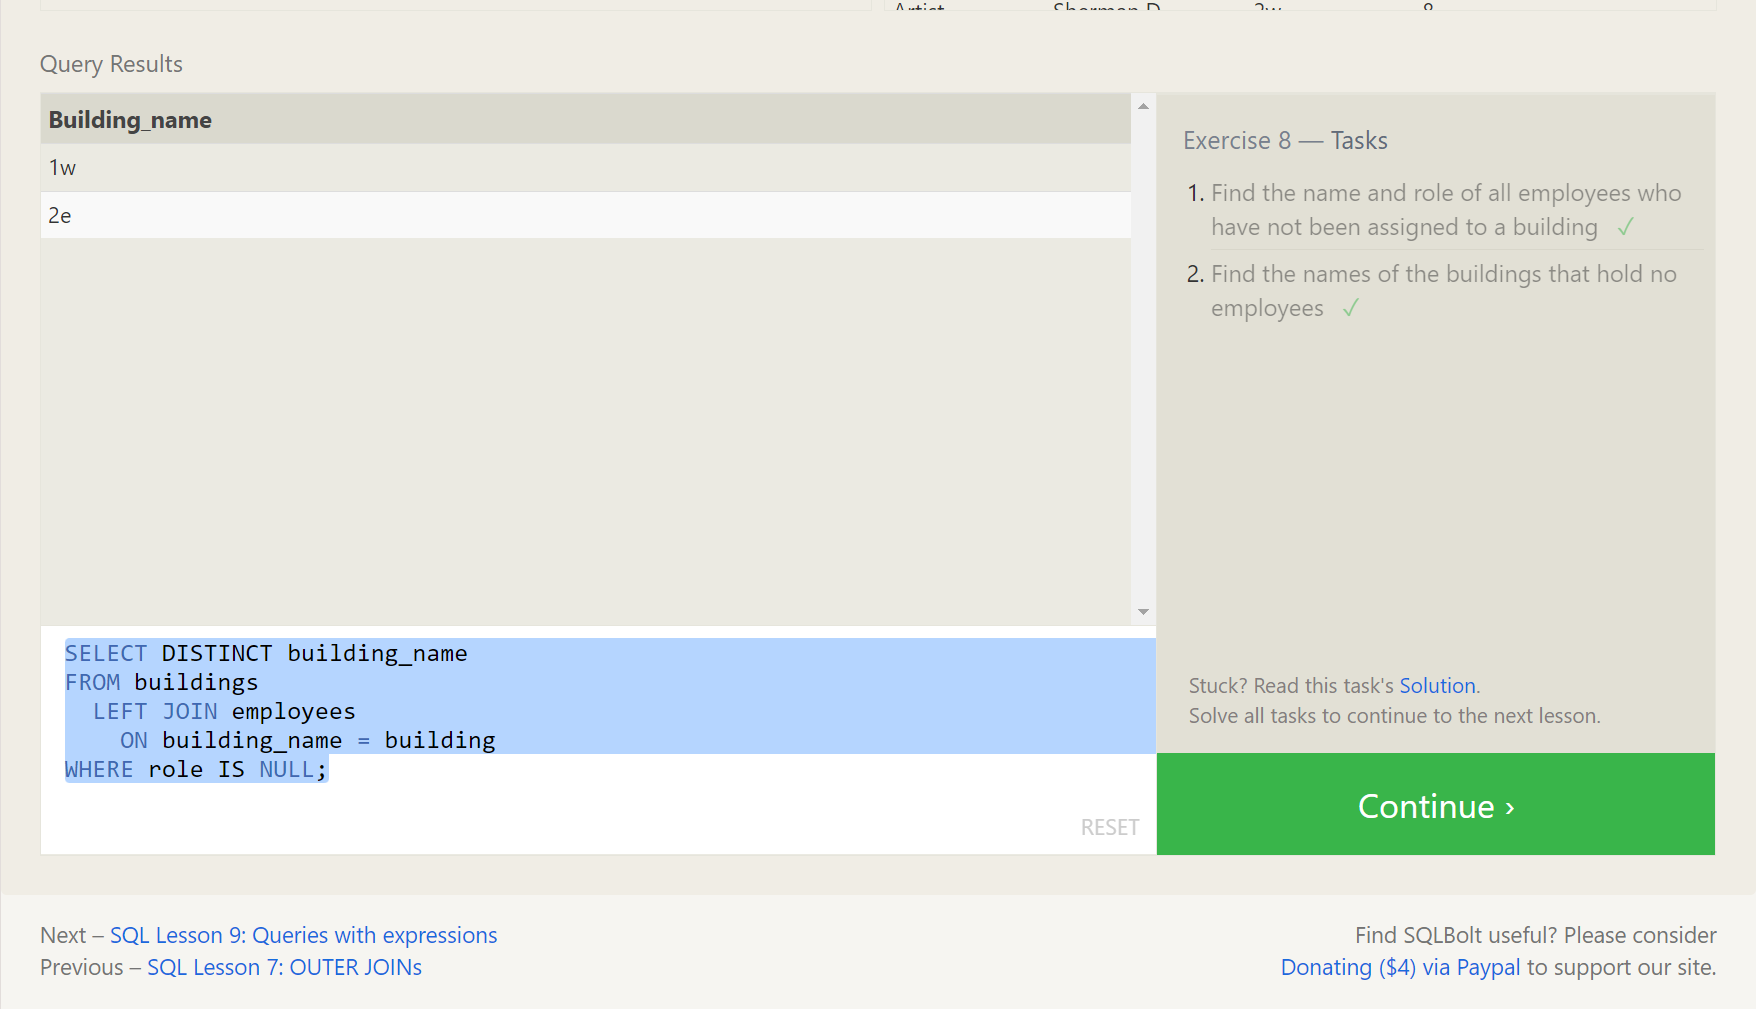 Query Results
Building_name
1w
2e
SELECT DISTINCT building_name
FROM buildings
LEFT JOIN employees
ON building_name = building
WHERE role IS NULL;
RESET
Exercise 8 — Tasks
1. Find the name and role of all employees who
have not been assigned to a building ✓
2. Find the names of the buildings that hold no
employees ✓
Stuck? Read this task's Solution.
Solve all tasks to continue to the next lesson.
Continue ›
Next – SQL Lesson 9: Queries with expressions
Previous – SQL Lesson 7: OUTER JOINs
Find SQLBolt useful? Please consider
Donating ($4) via Paypal to support our site.